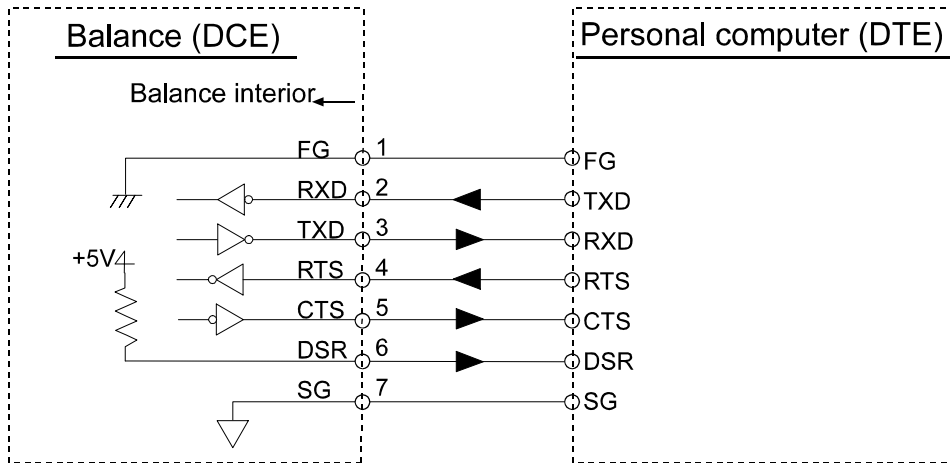 Balance (DCE)
Personal computer (DTE)
Balance interior
FG 1 FG
RXD 2 TXD
TXD 3 RXD
+5V
RTS 4 RTS
CTS 5 CTS
DSR 6 DSR
SG 7 SG